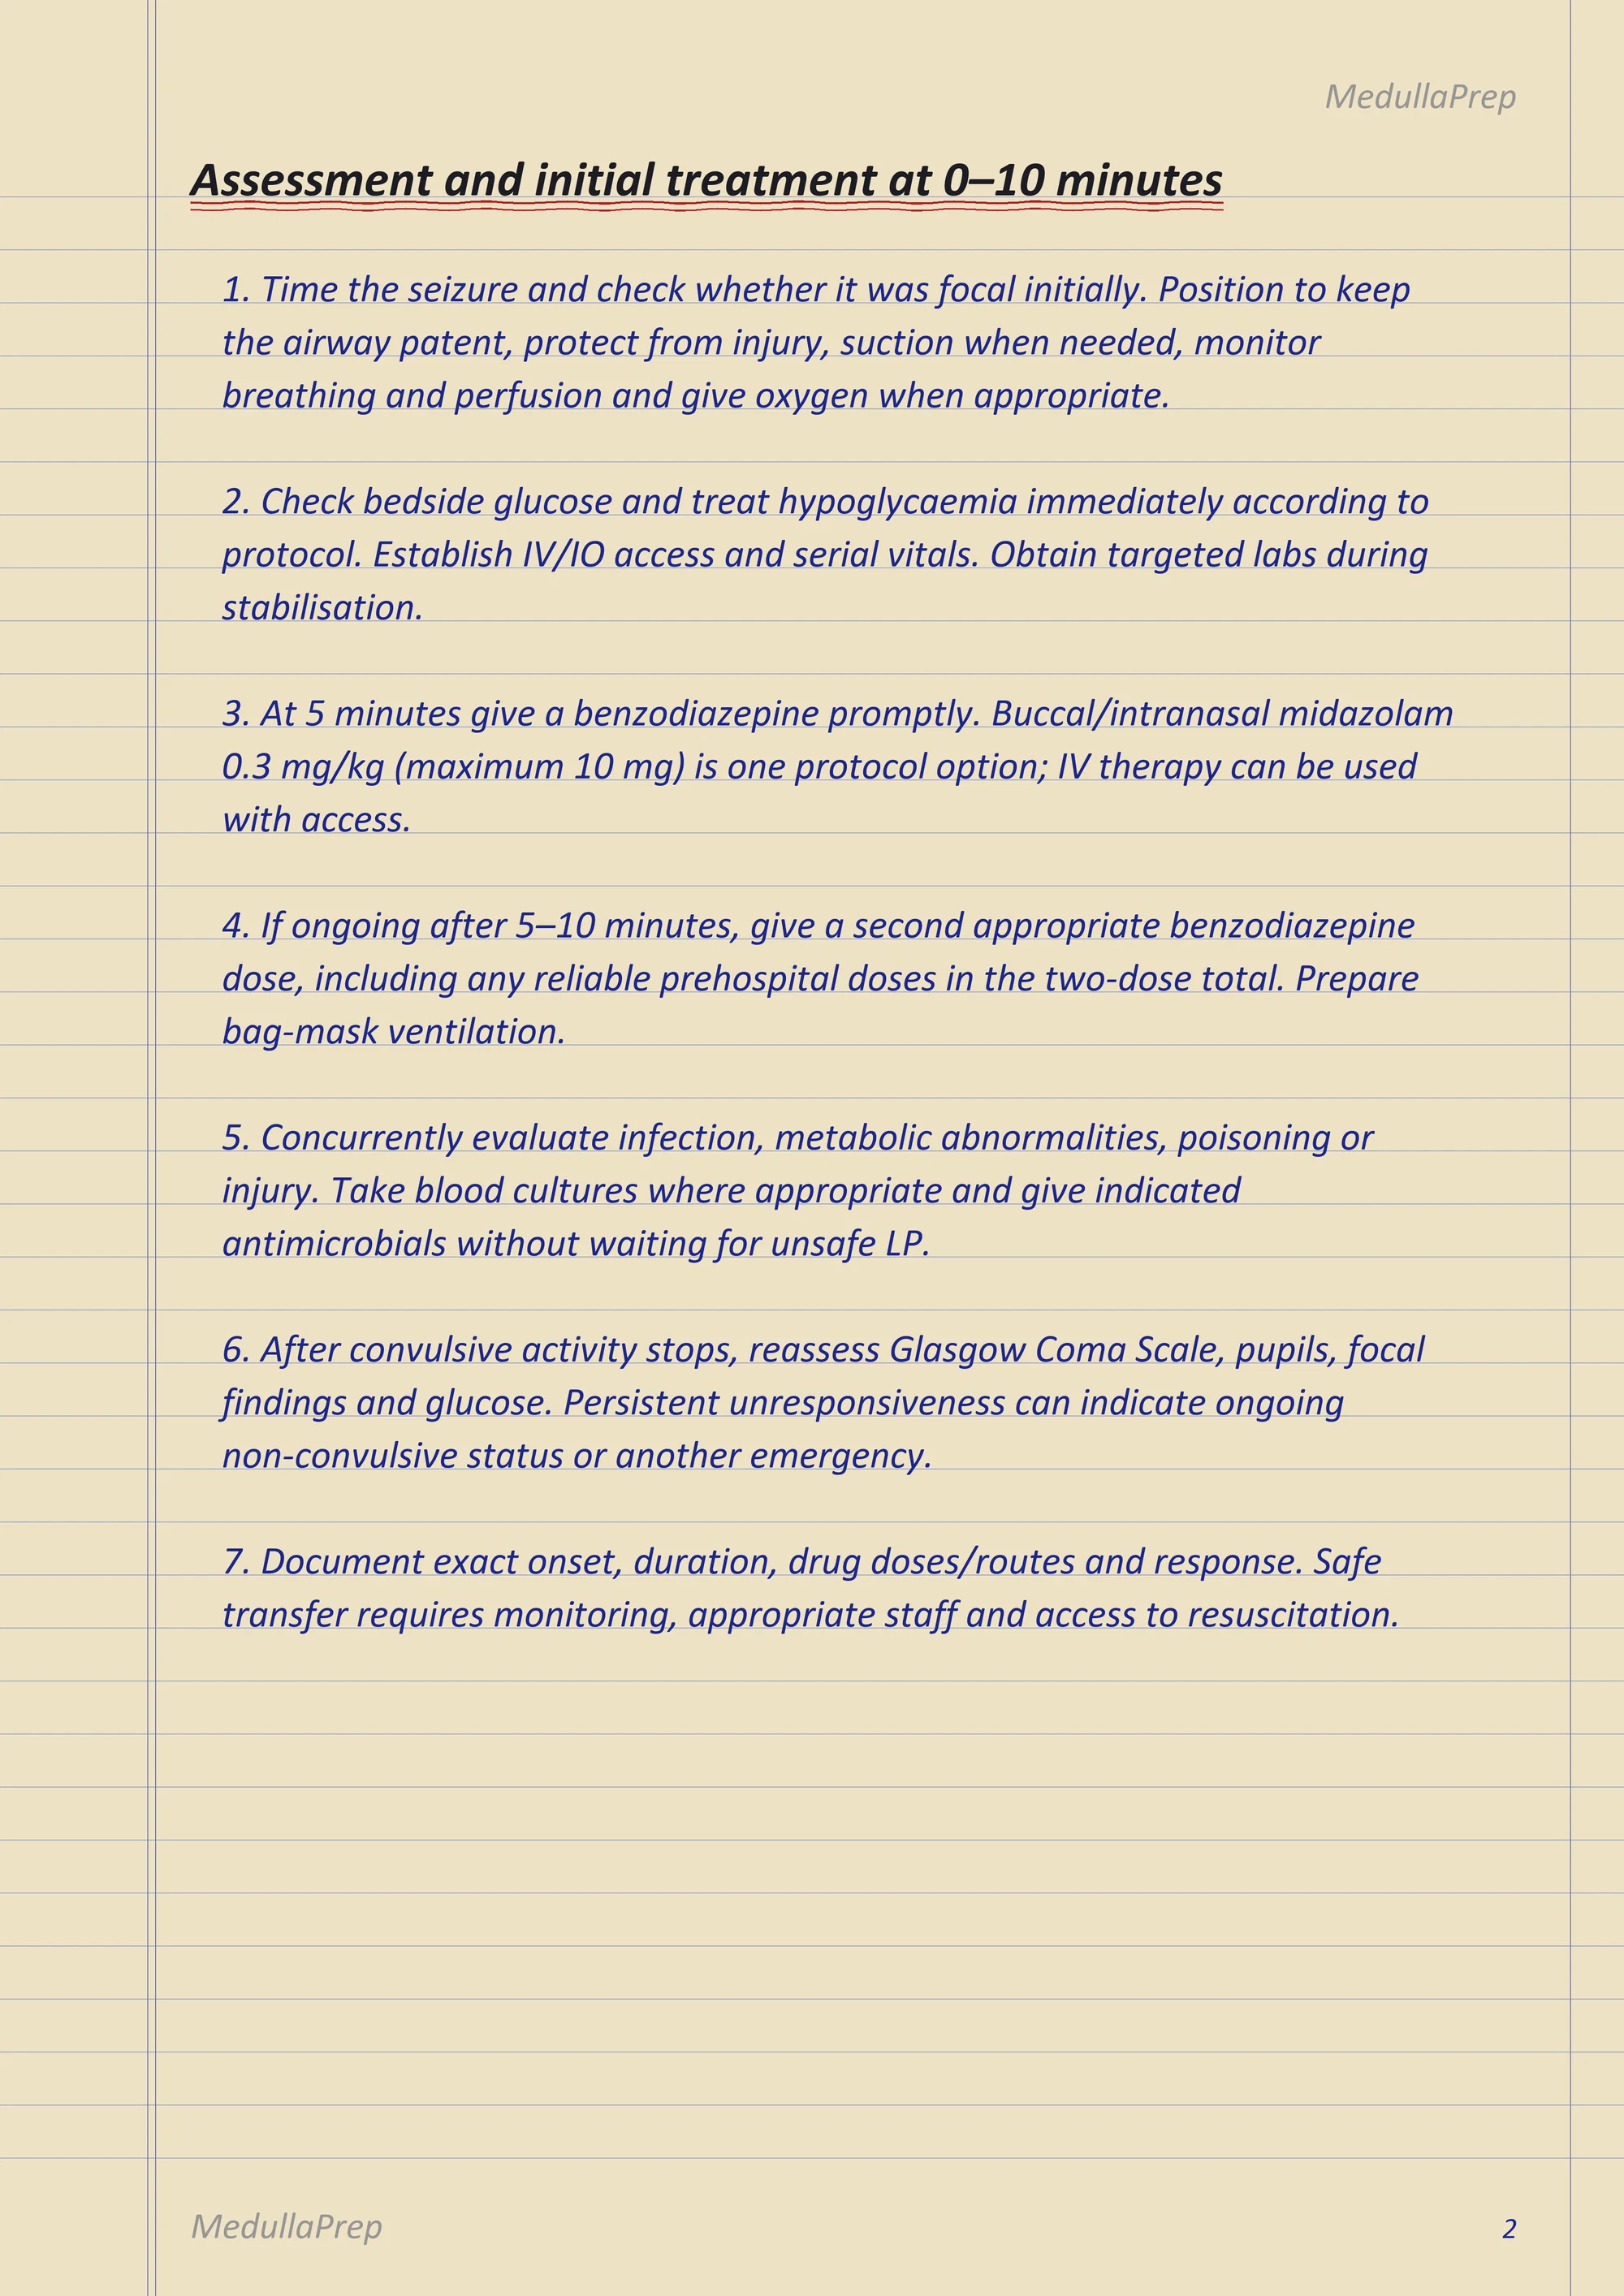 MedullaPrep
Assessment and initial treatment at 0–10 minutes
1. Time the seizure and check whether it was focal initially. Position to keep
the airway patent, protect from injury, suction when needed, monitor
breathing and perfusion and give oxygen when appropriate.
2. Check bedside glucose and treat hypoglycaemia immediately according to
protocol. Establish IV/IO access and serial vitals. Obtain targeted labs during
stabilisation.
3. At 5 minutes give a benzodiazepine promptly. Buccal/intranasal midazolam
0.3 mg/kg (maximum 10 mg) is one protocol option; IV therapy can be used
with access.
4. If ongoing after 5–10 minutes, give a second appropriate benzodiazepine
dose, including any reliable prehospital doses in the two-dose total. Prepare
bag-mask ventilation.
5. Concurrently evaluate infection, metabolic abnormalities, poisoning or
injury. Take blood cultures where appropriate and give indicated
antimicrobials without waiting for unsafe LP.
6. After convulsive activity stops, reassess Glasgow Coma Scale, pupils, focal
findings and glucose. Persistent unresponsiveness can indicate ongoing
non-convulsive status or another emergency.
7. Document exact onset, duration, drug doses/routes and response. Safe
transfer requires monitoring, appropriate staff and access to resuscitation.
MedullaPrep
2